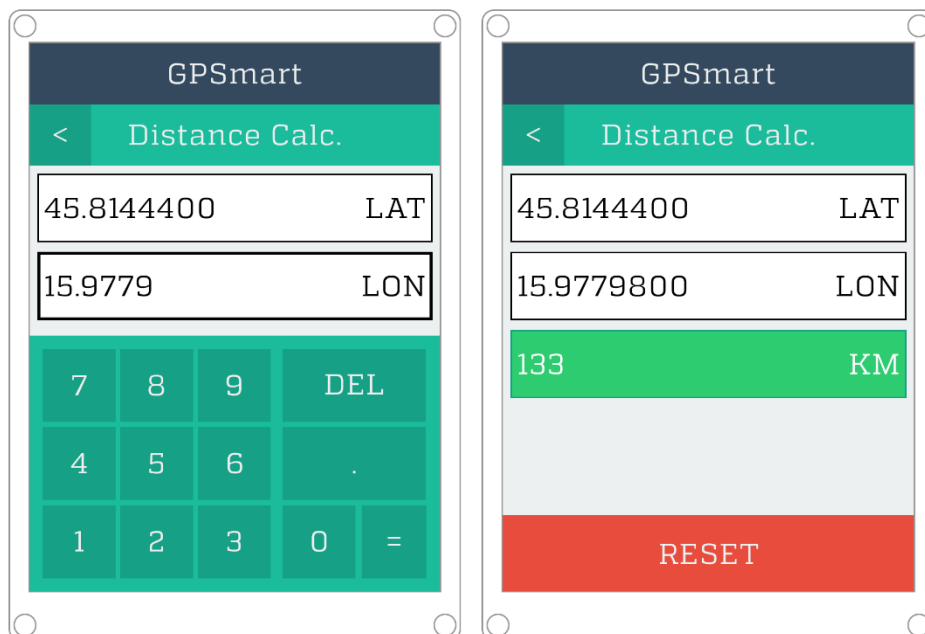 GPSmart
< Distance Calc.
45.8144400 LAT
15.9779 LON
7 8 9 DEL
4 5 6 .
1 2 3 0 =
GPSmart
< Distance Calc.
45.8144400 LAT
15.9779800 LON
133 KM
RESET